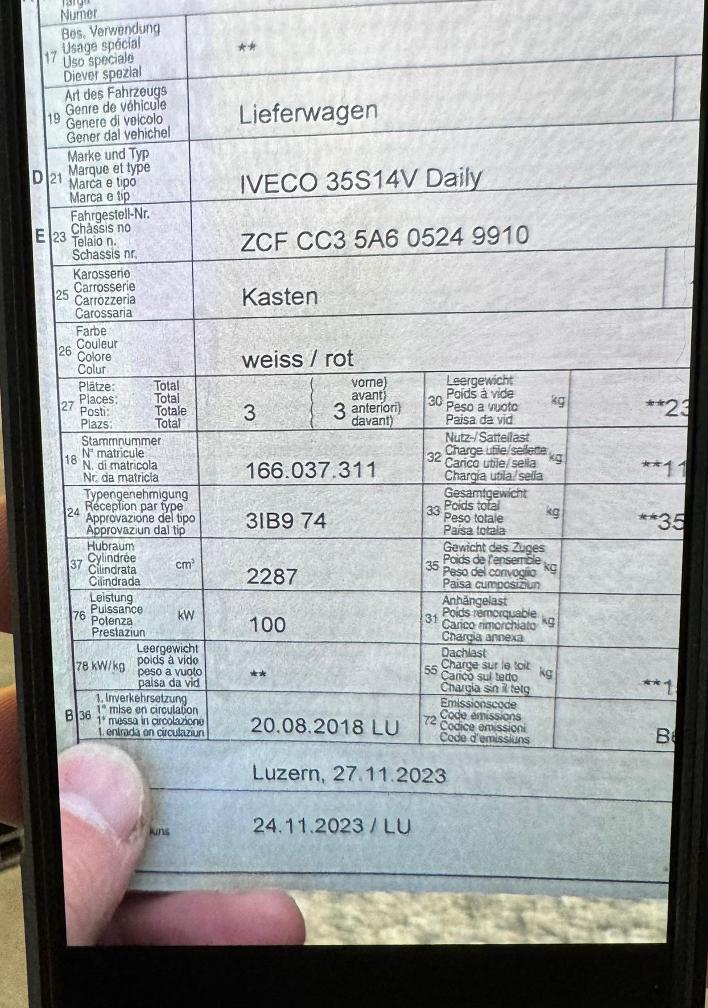 Numer
17 Bes. Verwendung
Usage spécial
Uso speciale
Diever spezial
**
19 Art des Fahrzeugs
Genre de véhicule
Genere di veicolo
Gener dal vehichel
Lieferwagen
D 21 Marke und Typ
Marque et type
Marca e tipo
Marca e tip
IVECO 35S14V Daily
E 23 Fahrgestell-Nr.
Châssis no
Telaio n.
Schassis nr.
ZCF CC3 5A6 0524 9910
25 Karosserie
Carrosserie
Carrozzeria
Carossaria
Kasten
26 Farbe
Couleur
Colore
Colur
weiss / rot
27 Plätze: Total
Places: Total
Posti: Totale
Plazs: Total
3
3
vorne)
avant)
anteriori)
davant)
30 Leergewicht
Poids à vide
Peso a vuoto
Paisa da vid
kg
**23
18 Stammnummer
N° matricule
N. di matricola
Nr. da matricla
166.037.311
32 Nutz-/Sattellast
Charge utile/sellette
Carico utile/sella
Chargia utila/sella
kg
**11
24 Typengenehmigung
Réception par type
Approvazione del tipo
Approvaziun dal tip
3IB9 74
33 Gesamtgewicht
Poids total
Peso totale
Paisa totala
kg
**35
37 Hubraum
Cylindrée
Cilindrata
Cilindrada
cm³
2287
35 Gewicht des Zuges
Poids de l'ensemble
Peso del convoglio
Paisa cumposiziun
kg
76 Leistung
Puissance
Potenza
Prestaziun
kW
100
31 Anhängelast
Poids remorquable
Carico rimorchiato
Chargia annexa
kg
78 kW/kg Leergewicht
poids à vide
peso a vuoto
paisa da vid
**
55 Dachlast
Charge sur le toit
Carico sul tetto
Chargia sin il tetg
kg
**1
B 36 1. Inverkehrsetzung
1re mise en circulation
1a messa in circolazione
1. entrada en circulaziun
20.08.2018 LU
72 Emissionscode
Code émissions
Codice emissioni
Code d'emissiuns
Luzern, 27.11.2023
24.11.2023 / LU